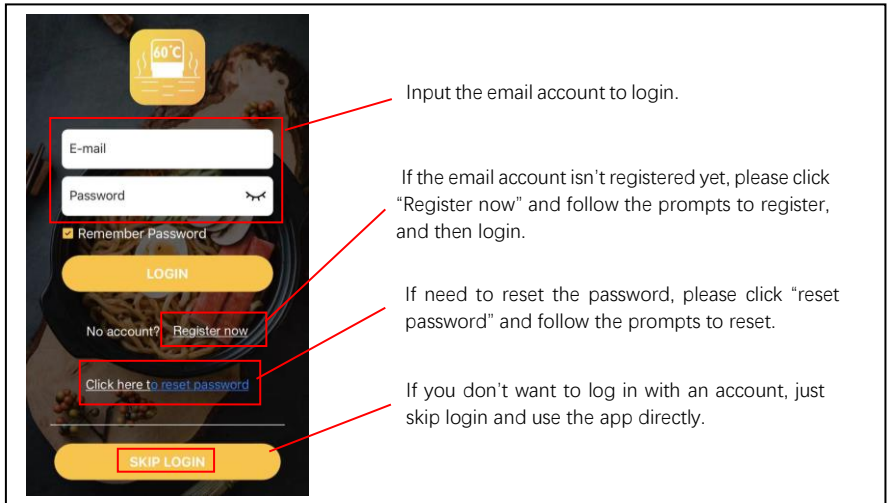 60°C
Input the email account to login.
E-mail
Password
If the email account isn't registered yet, please click
“Register now” and follow the prompts to register,
and then login.
Remember Password
LOGIN
If need to reset the password, please click “reset
password” and follow the prompts to reset.
No account? Register now
Click here to reset password
If you don't want to log in with an account, just
skip login and use the app directly.
SKIP LOGIN